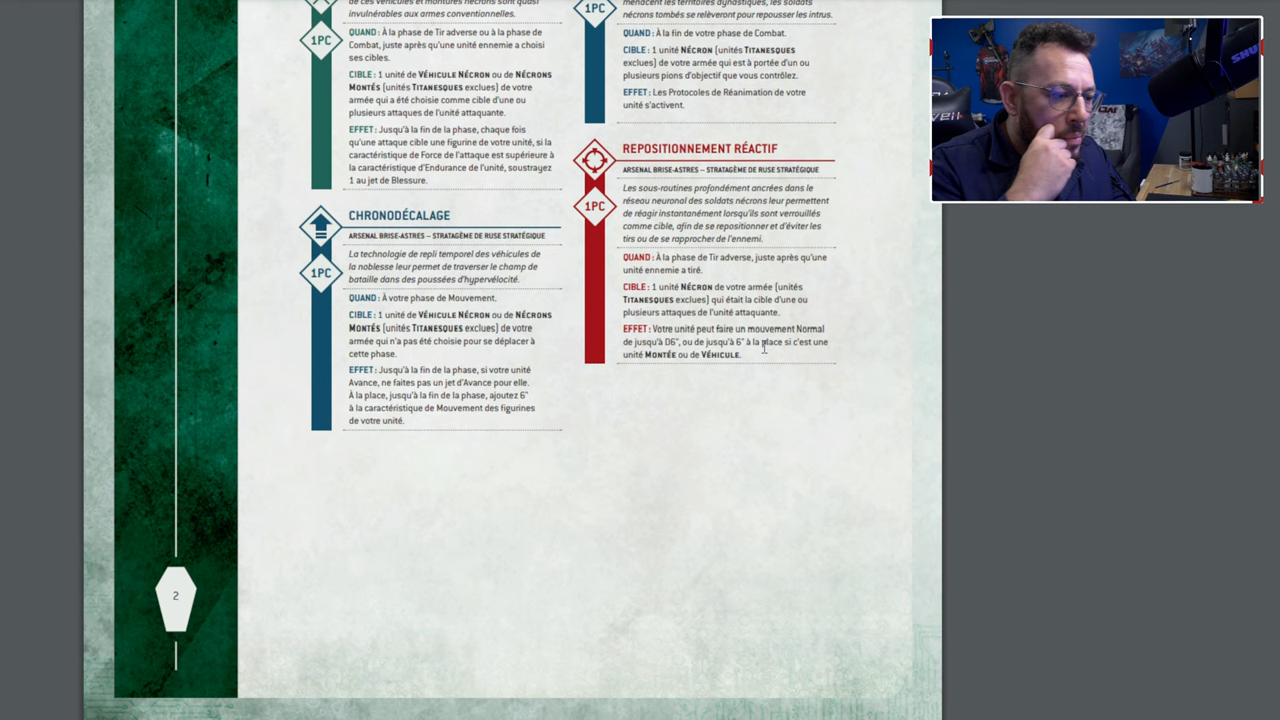 de ces véhicules et montures nécrons sont quasi
invulnérables aux armes conventionnelles.
1PC
QUAND : À la phase de Tir adverse ou à la phase de
Combat, juste après qu'une unité ennemie a choisi
ses cibles.
CIBLE : 1 unité de VÉHICULE NÉCRON ou de NÉCRONS
MONTÉS (unités TITANESQUES exclues) de votre
armée qui a été choisie comme cible d'une ou
plusieurs attaques de l'unité attaquante.
EFFET : Jusqu'à la fin de la phase, chaque fois
qu'une attaque cible une figurine de votre unité, si la
caractéristique de Force de l'attaque est supérieure à
la caractéristique d'Endurance de l'unité, soustrayez
1 au jet de Blessure.
CHRONODÉCALAGE
ARSENAL BRISE-ASTRES – STRATAGÈME DE RUSE STRATÉGIQUE
La technologie de repli temporel des véhicules de
la noblesse leur permet de traverser le champ de
bataille dans des poussées d'hypervélocité.
1PC
QUAND : À votre phase de Mouvement.
CIBLE : 1 unité de VÉHICULE NÉCRON ou de NÉCRONS
MONTÉS (unités TITANESQUES exclues) de votre
armée qui n'a pas été choisie pour se déplacer à
cette phase.
EFFET : Jusqu'à la fin de la phase, si votre unité
Avance, ne faites pas un jet d'Avance pour elle.
À la place, jusqu'à la fin de la phase, ajoutez 6"
à la caractéristique de Mouvement des figurines
de votre unité.
menacent les territoires dynastiques, les soldats
nécrons tombés se relèveront pour repousser les intrus.
1PC
QUAND : À la fin de votre phase de Combat.
CIBLE : 1 unité NÉCRON (unités TITANESQUES
exclues) de votre armée qui est à portée d'un ou
plusieurs pions d'objectif que vous contrôlez.
EFFET : Les Protocoles de Réanimation de votre
unité s'activent.
REPOSITIONNEMENT RÉACTIF
ARSENAL BRISE-ASTRES – STRATAGÈME DE RUSE STRATÉGIQUE
Les sous-routines profondément ancrées dans le
réseau neuronal des soldats nécrons leur permettent
de réagir instantanément lorsqu'ils sont verrouillés
comme cible, afin de se repositionner et d'éviter les
tirs ou de se rapprocher de l'ennemi.
1PC
QUAND : À la phase de Tir adverse, juste après qu'une
unité ennemie a tiré.
CIBLE : 1 unité NÉCRON de votre armée (unités
TITANESQUES exclues) qui était la cible d'une ou
plusieurs attaques de l'unité attaquante.
EFFET : Votre unité peut faire un mouvement Normal
de jusqu'à D6", ou de jusqu'à 6" à la place si c'est une
unité MONTÉE ou de VÉHICULE.
2
SHU